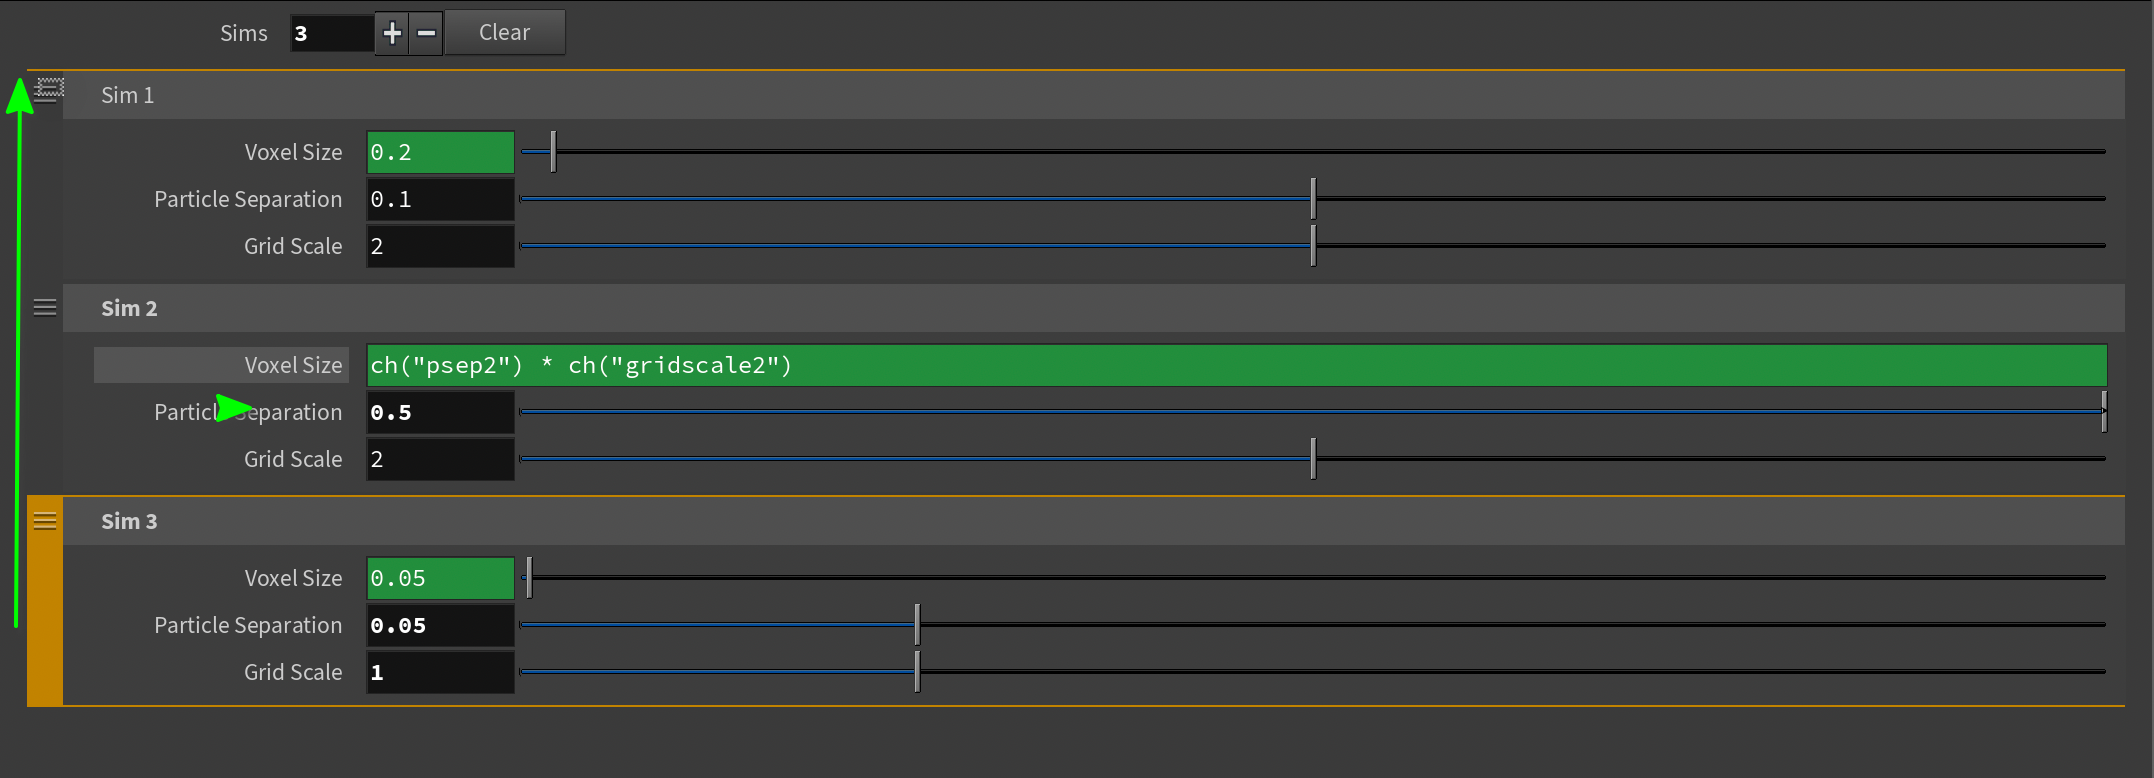 Sims 3 + − Clear
Sim 1
Voxel Size 0.2
Particle Separation 0.1
Grid Scale 2
Sim 2
Voxel Size ch("psep2") * ch("gridscale2")
Particle Separation 0.5
Grid Scale 2
Sim 3
Voxel Size 0.05
Particle Separation 0.05
Grid Scale 1